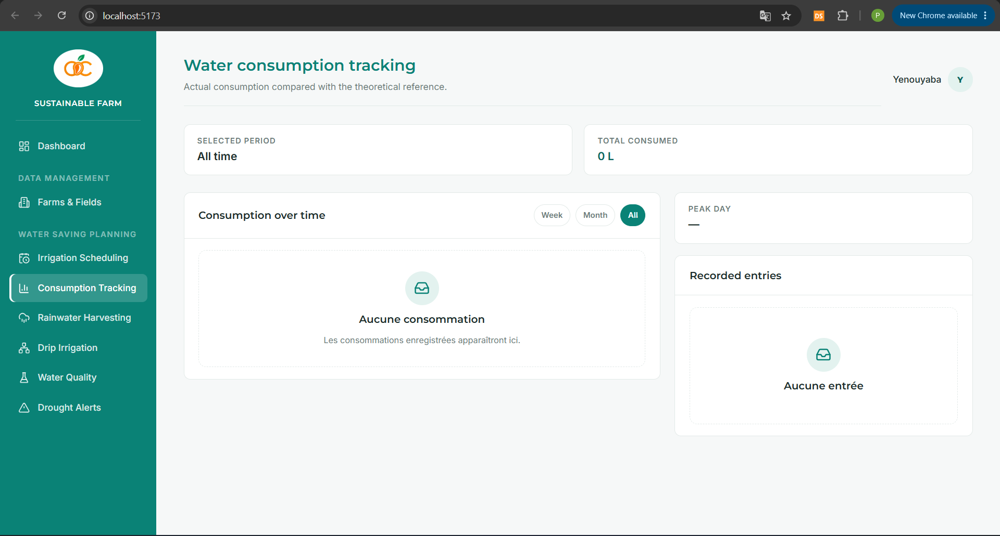 localhost:5173
DS
P
New Chrome available
OC
SUSTAINABLE FARM
Dashboard
DATA MANAGEMENT
Farms & Fields
WATER SAVING PLANNING
Irrigation Scheduling
Consumption Tracking
Rainwater Harvesting
Drip Irrigation
Water Quality
Drought Alerts
Water consumption tracking
Actual consumption compared with the theoretical reference.
Yenouyaba
Y
SELECTED PERIOD
All time
TOTAL CONSUMED
0 L
Consumption over time
Week
Month
All
Aucune consommation
Les consommations enregistrées apparaîtront ici.
PEAK DAY
—
Recorded entries
Aucune entrée